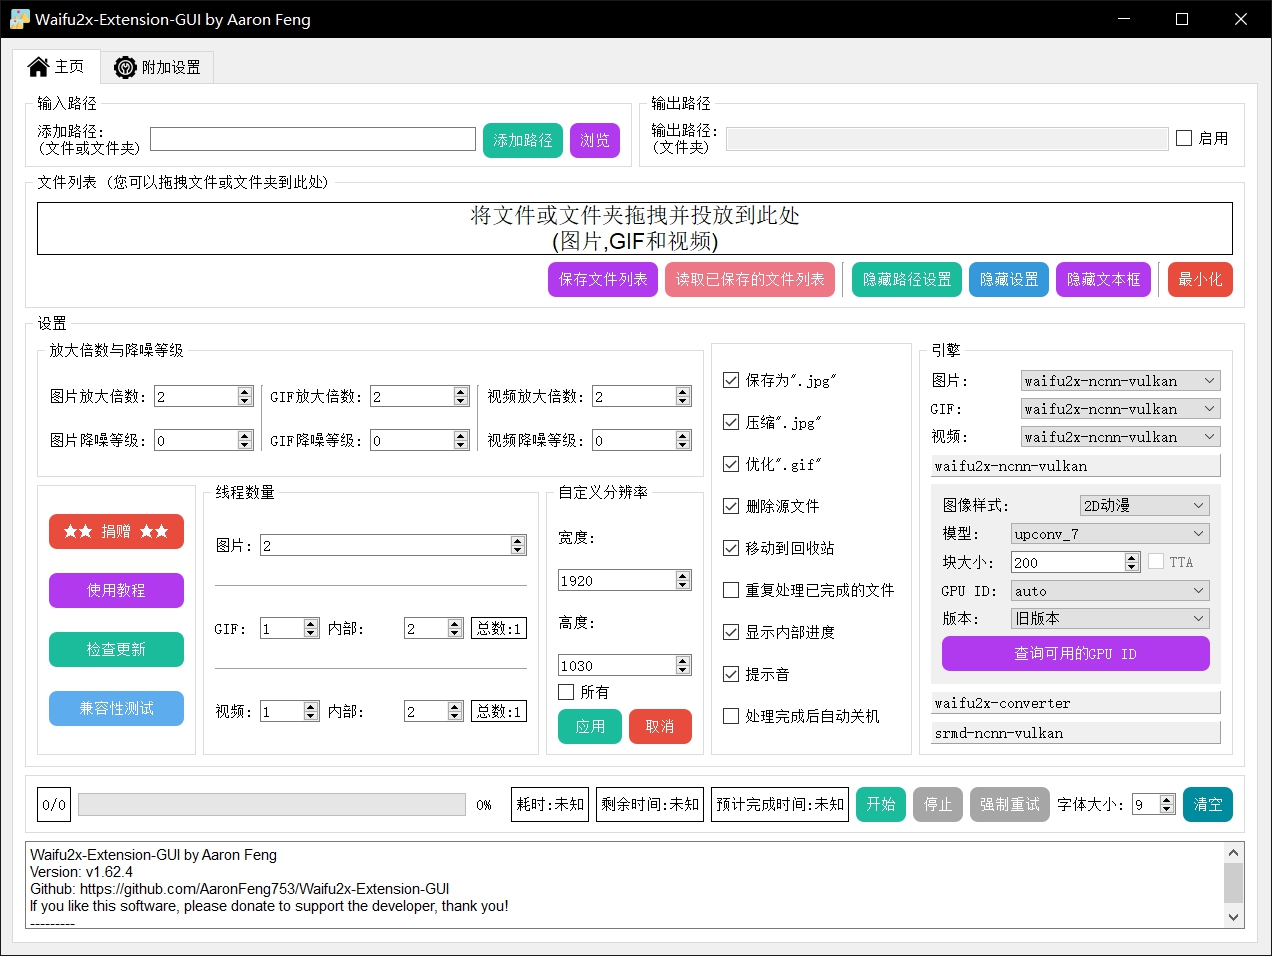 Waifu2x-Extension-GUI by Aaron Feng
主页
附加设置
输入路径
添加路径:
(文件或文件夹)
添加路径
浏览
输出路径
输出路径:
(文件夹)
启用
文件列表 (您可以拖拽文件或文件夹到此处)
将文件或文件夹拖拽并投放到此处
(图片,GIF和视频)
保存文件列表
读取已保存的文件列表
隐藏路径设置
隐藏设置
隐藏文本框
最小化
设置
放大倍数与降噪等级
图片放大倍数: 2
GIF放大倍数: 2
视频放大倍数: 2
图片降噪等级: 0
GIF降噪等级: 0
视频降噪等级: 0
★★ 捐赠 ★★
使用教程
检查更新
兼容性测试
线程数量
图片: 2
GIF: 1 内部: 2 总数:1
视频: 1 内部: 2 总数:1
自定义分辨率
宽度:
1920
高度:
1030
所有
应用
取消
保存为".jpg"
压缩".jpg"
优化".gif"
删除源文件
移动到回收站
重复处理已完成的文件
显示内部进度
提示音
处理完成后自动关机
引擎
图片: waifu2x-ncnn-vulkan
GIF: waifu2x-ncnn-vulkan
视频: waifu2x-ncnn-vulkan
waifu2x-ncnn-vulkan
图像样式: 2D动漫
模型: upconv_7
块大小: 200 TTA
GPU ID: auto
版本: 旧版本
查询可用的GPU ID
waifu2x-converter
srmd-ncnn-vulkan
0/0
0%
耗时:未知
剩余时间:未知
预计完成时间:未知
开始
停止
强制重试
字体大小: 9
清空
Waifu2x-Extension-GUI by Aaron Feng
Version: v1.62.4
Github: https://github.com/AaronFeng753/Waifu2x-Extension-GUI
If you like this software, please donate to support the developer, thank you!
---------